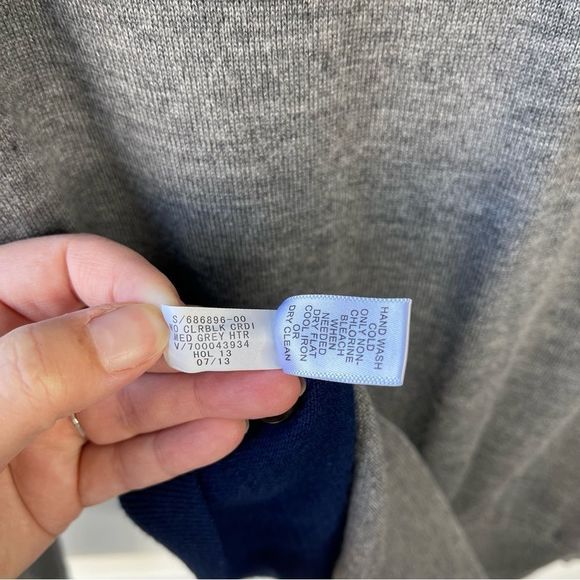 S/686896-00
CLRBLK CRDI
MED GREY HTR
V/700043934
HOL 13
07/13
HAND WASH
COLD
ONLY NON-
CHLORINE
BLEACH
WHEN
NEEDED
DRY FLAT
COOL IRON
OR
DRY CLEAN